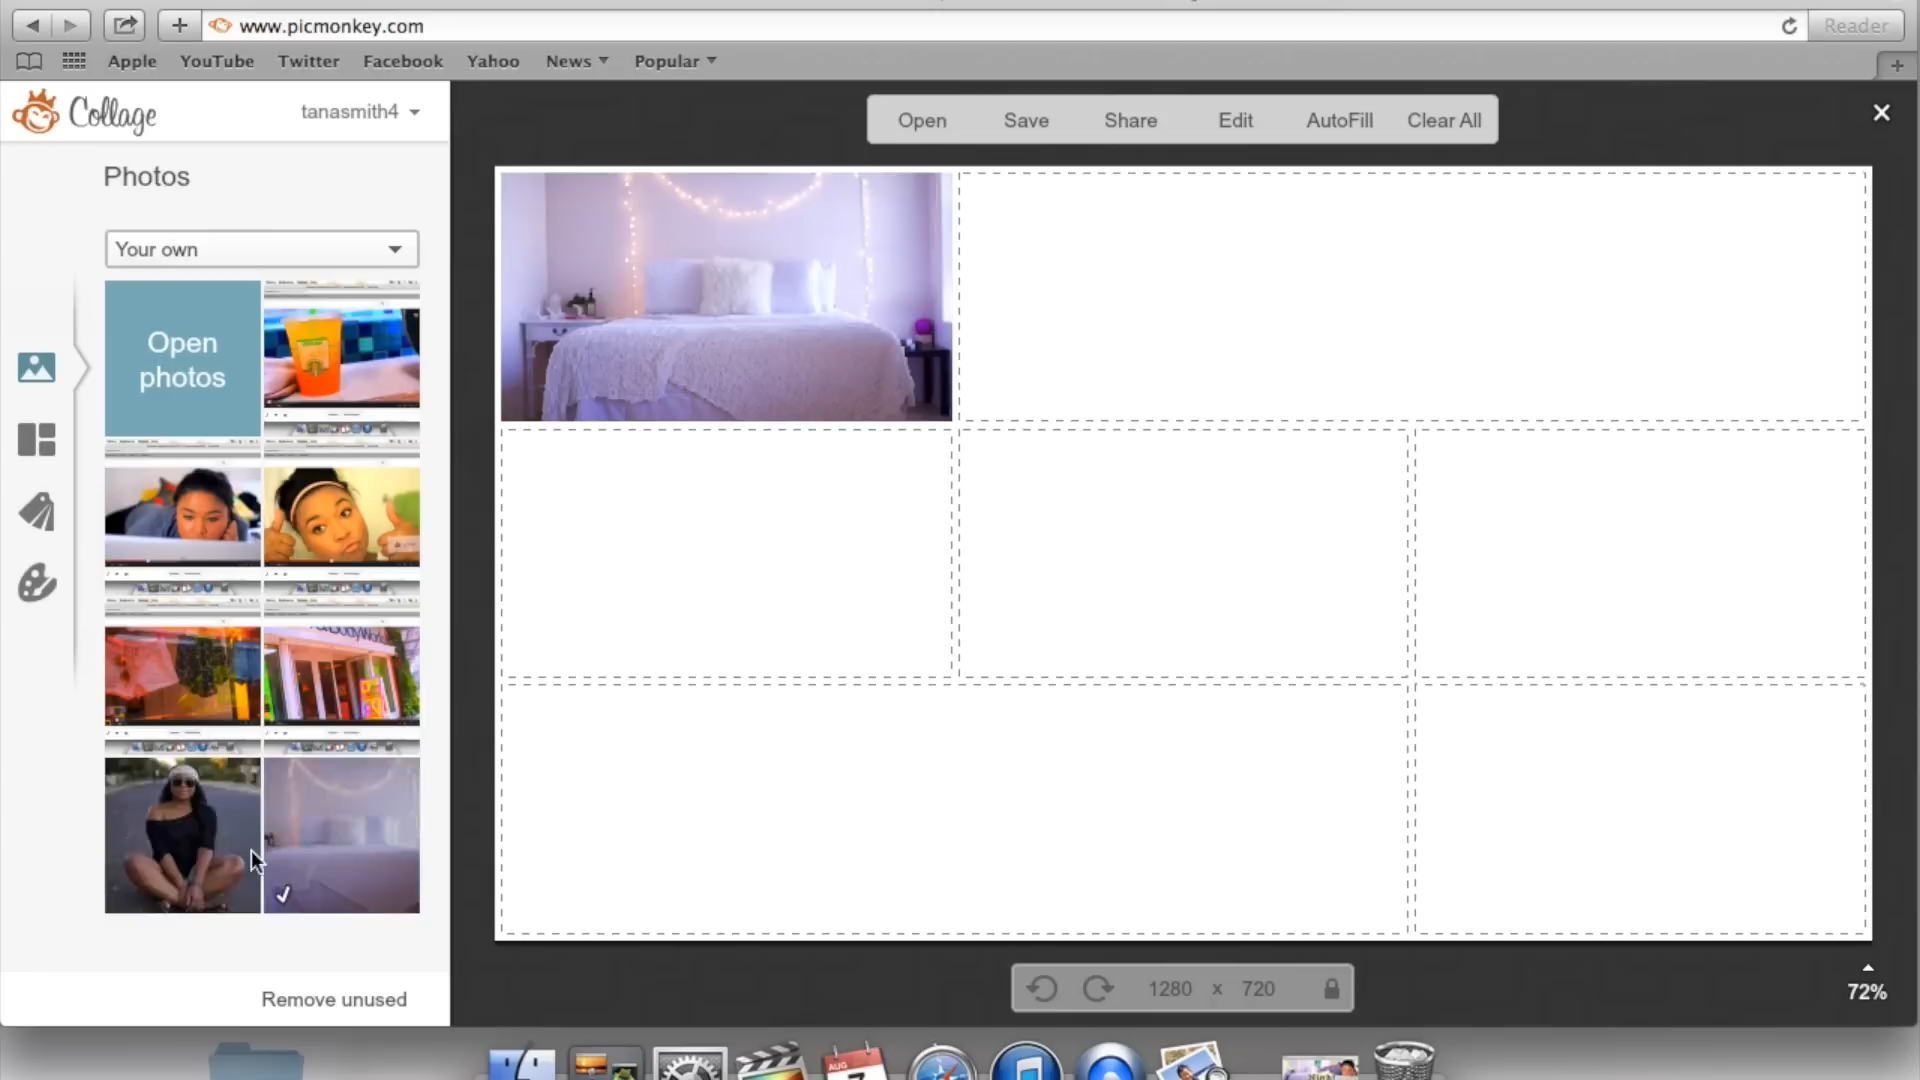 www.picmonkey.com
Reader
Apple
YouTube
Twitter
Facebook
Yahoo
News
Popular
Collage
tanasmith4
Open
Save
Share
Edit
AutoFill
Clear All
Photos
Your own
Open
photos
Remove unused
1280 x 720
72%
AUG